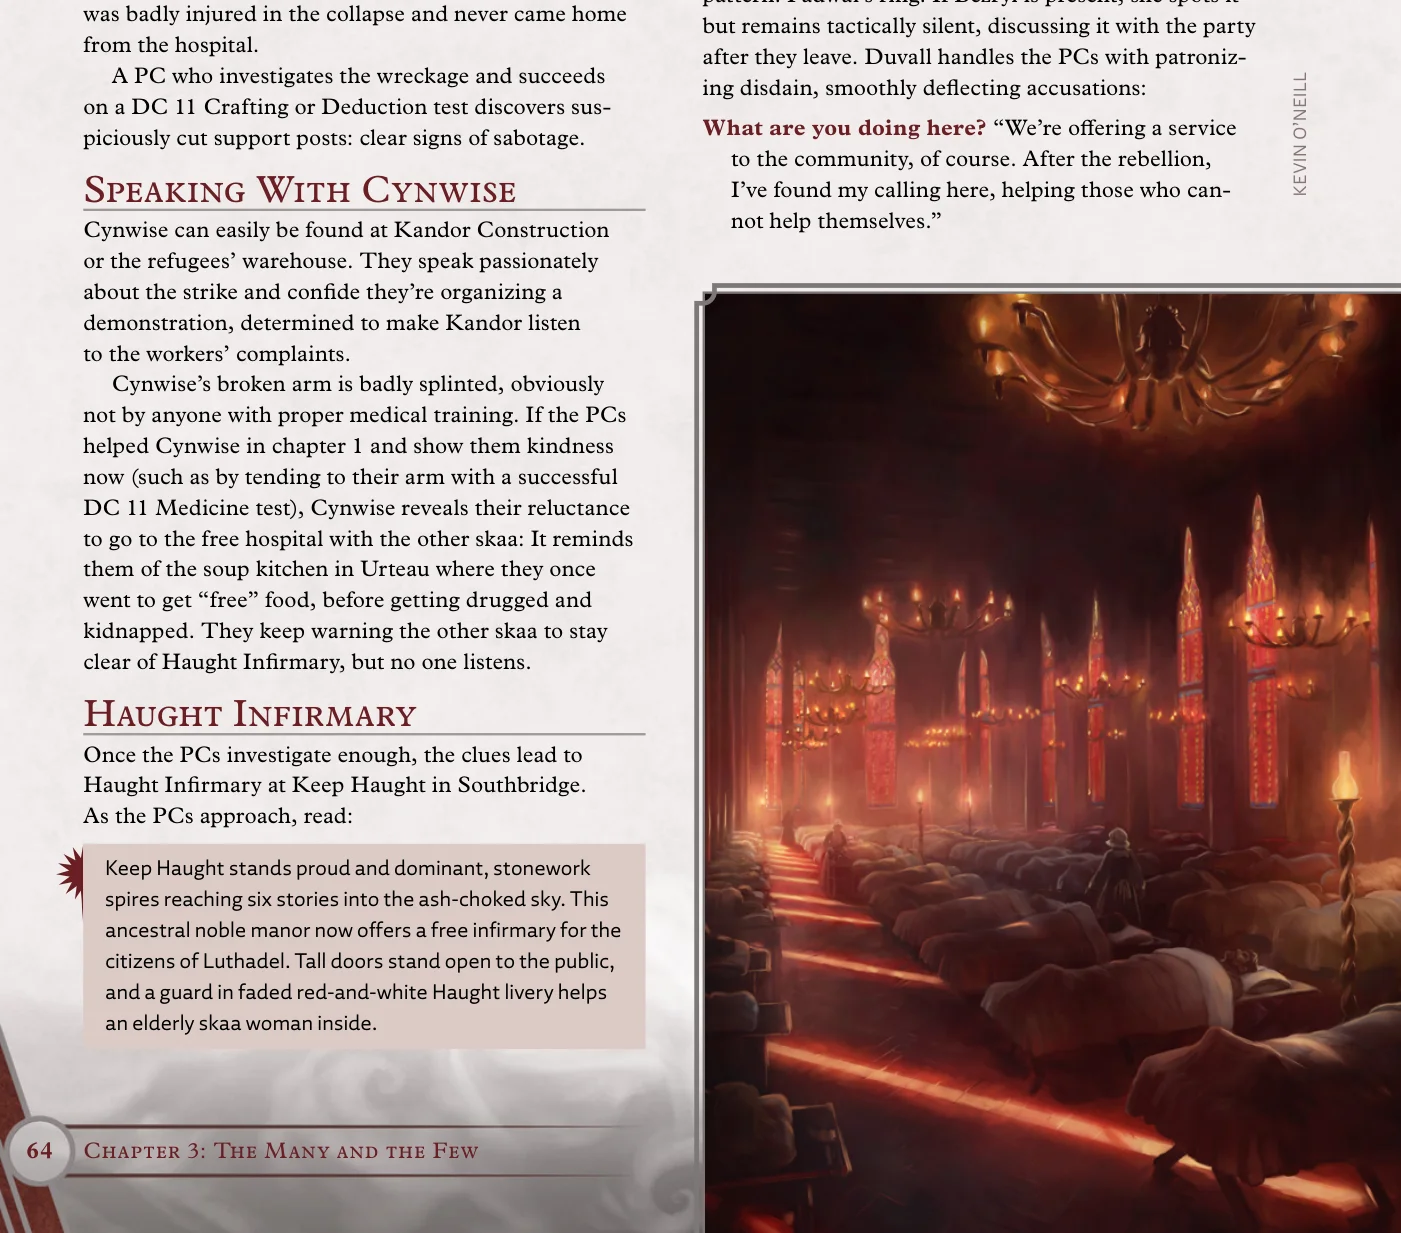 was badly injured in the collapse and never came home
from the hospital.
A PC who investigates the wreckage and succeeds
on a DC 11 Crafting or Deduction test discovers sus-
piciously cut support posts: clear signs of sabotage.
Speaking With Cynwise
Cynwise can easily be found at Kandor Construction
or the refugees’ warehouse. They speak passionately
about the strike and confide they’re organizing a
demonstration, determined to make Kandor listen
to the workers’ complaints.
Cynwise’s broken arm is badly splinted, obviously
not by anyone with proper medical training. If the PCs
helped Cynwise in chapter 1 and show them kindness
now (such as by tending to their arm with a successful
DC 11 Medicine test), Cynwise reveals their reluctance
to go to the free hospital with the other skaa: It reminds
them of the soup kitchen in Urteau where they once
went to get “free” food, before getting drugged and
kidnapped. They keep warning the other skaa to stay
clear of Haught Infirmary, but no one listens.
Haught Infirmary
Once the PCs investigate enough, the clues lead to
Haught Infirmary at Keep Haught in Southbridge.
As the PCs approach, read:
Keep Haught stands proud and dominant, stonework
spires reaching six stories into the ash-choked sky. This
ancestral noble manor now offers a free infirmary for the
citizens of Luthadel. Tall doors stand open to the public,
and a guard in faded red-and-white Haught livery helps
an elderly skaa woman inside.
64 Chapter 3: The Many and the Few
but remains tactically silent, discussing it with the party
after they leave. Duvall handles the PCs with patroniz-
ing disdain, smoothly deflecting accusations:
What are you doing here? “We’re offering a service
to the community, of course. After the rebellion,
I’ve found my calling here, helping those who can-
not help themselves.”
KEVIN O’NEILL